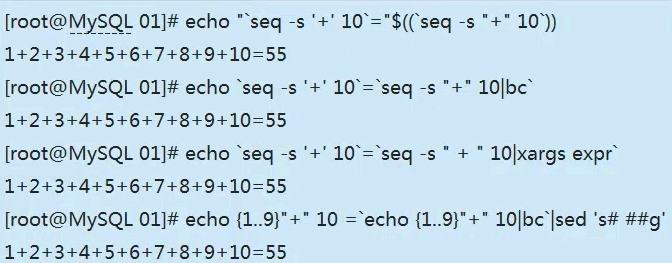 [root@MySQL 01]# echo "`seq -s '+' 10`="$((`seq -s "+" 10`))
1+2+3+4+5+6+7+8+9+10=55
[root@MySQL 01]# echo `seq -s '+' 10`=`seq -s "+" 10|bc`
1+2+3+4+5+6+7+8+9+10=55
[root@MySQL 01]# echo `seq -s '+' 10`=`seq -s " + " 10|xargs expr`
1+2+3+4+5+6+7+8+9+10=55
[root@MySQL 01]# echo {1..9}"+" 10 =`echo {1..9}"+" 10|bc`|sed 's# ##g'
1+2+3+4+5+6+7+8+9+10=55